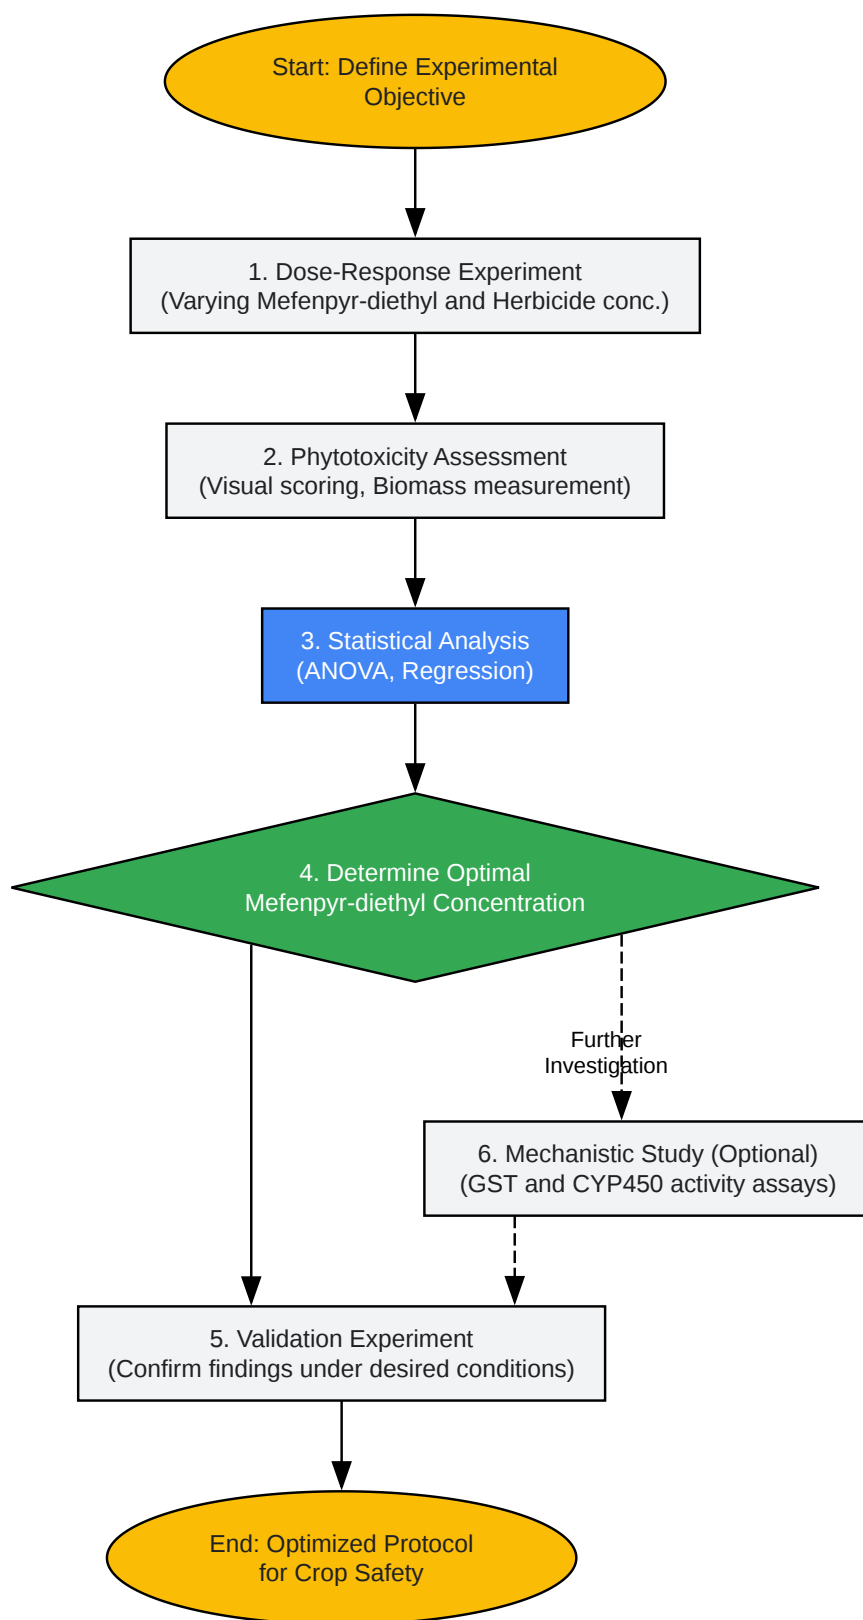 Start: Define Experimental
Objective
1. Dose-Response Experiment
(Varying Mefenpyr-diethyl and Herbicide conc.)
2. Phytotoxicity Assessment
(Visual scoring, Biomass measurement)
3. Statistical Analysis
(ANOVA, Regression)
4. Determine Optimal
Mefenpyr-diethyl Concentration
Further
Investigation
6. Mechanistic Study (Optional)
(GST and CYP450 activity assays)
5. Validation Experiment
(Confirm findings under desired conditions)
End: Optimized Protocol
for Crop Safety